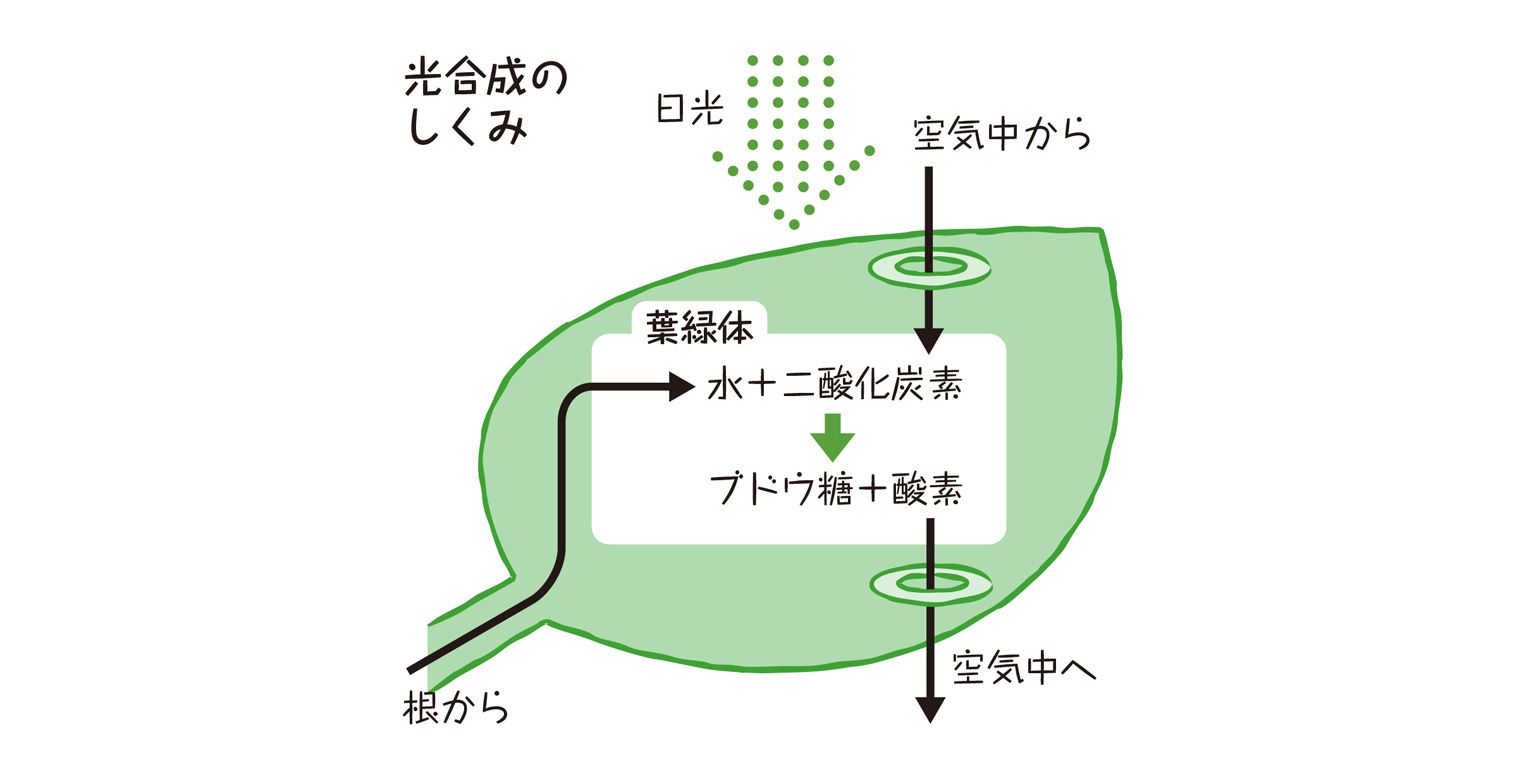 光合成の
しくみ
日光
空気中から
葉緑体
水＋二酸化炭素
ブドウ糖＋酸素
空気中へ
根から